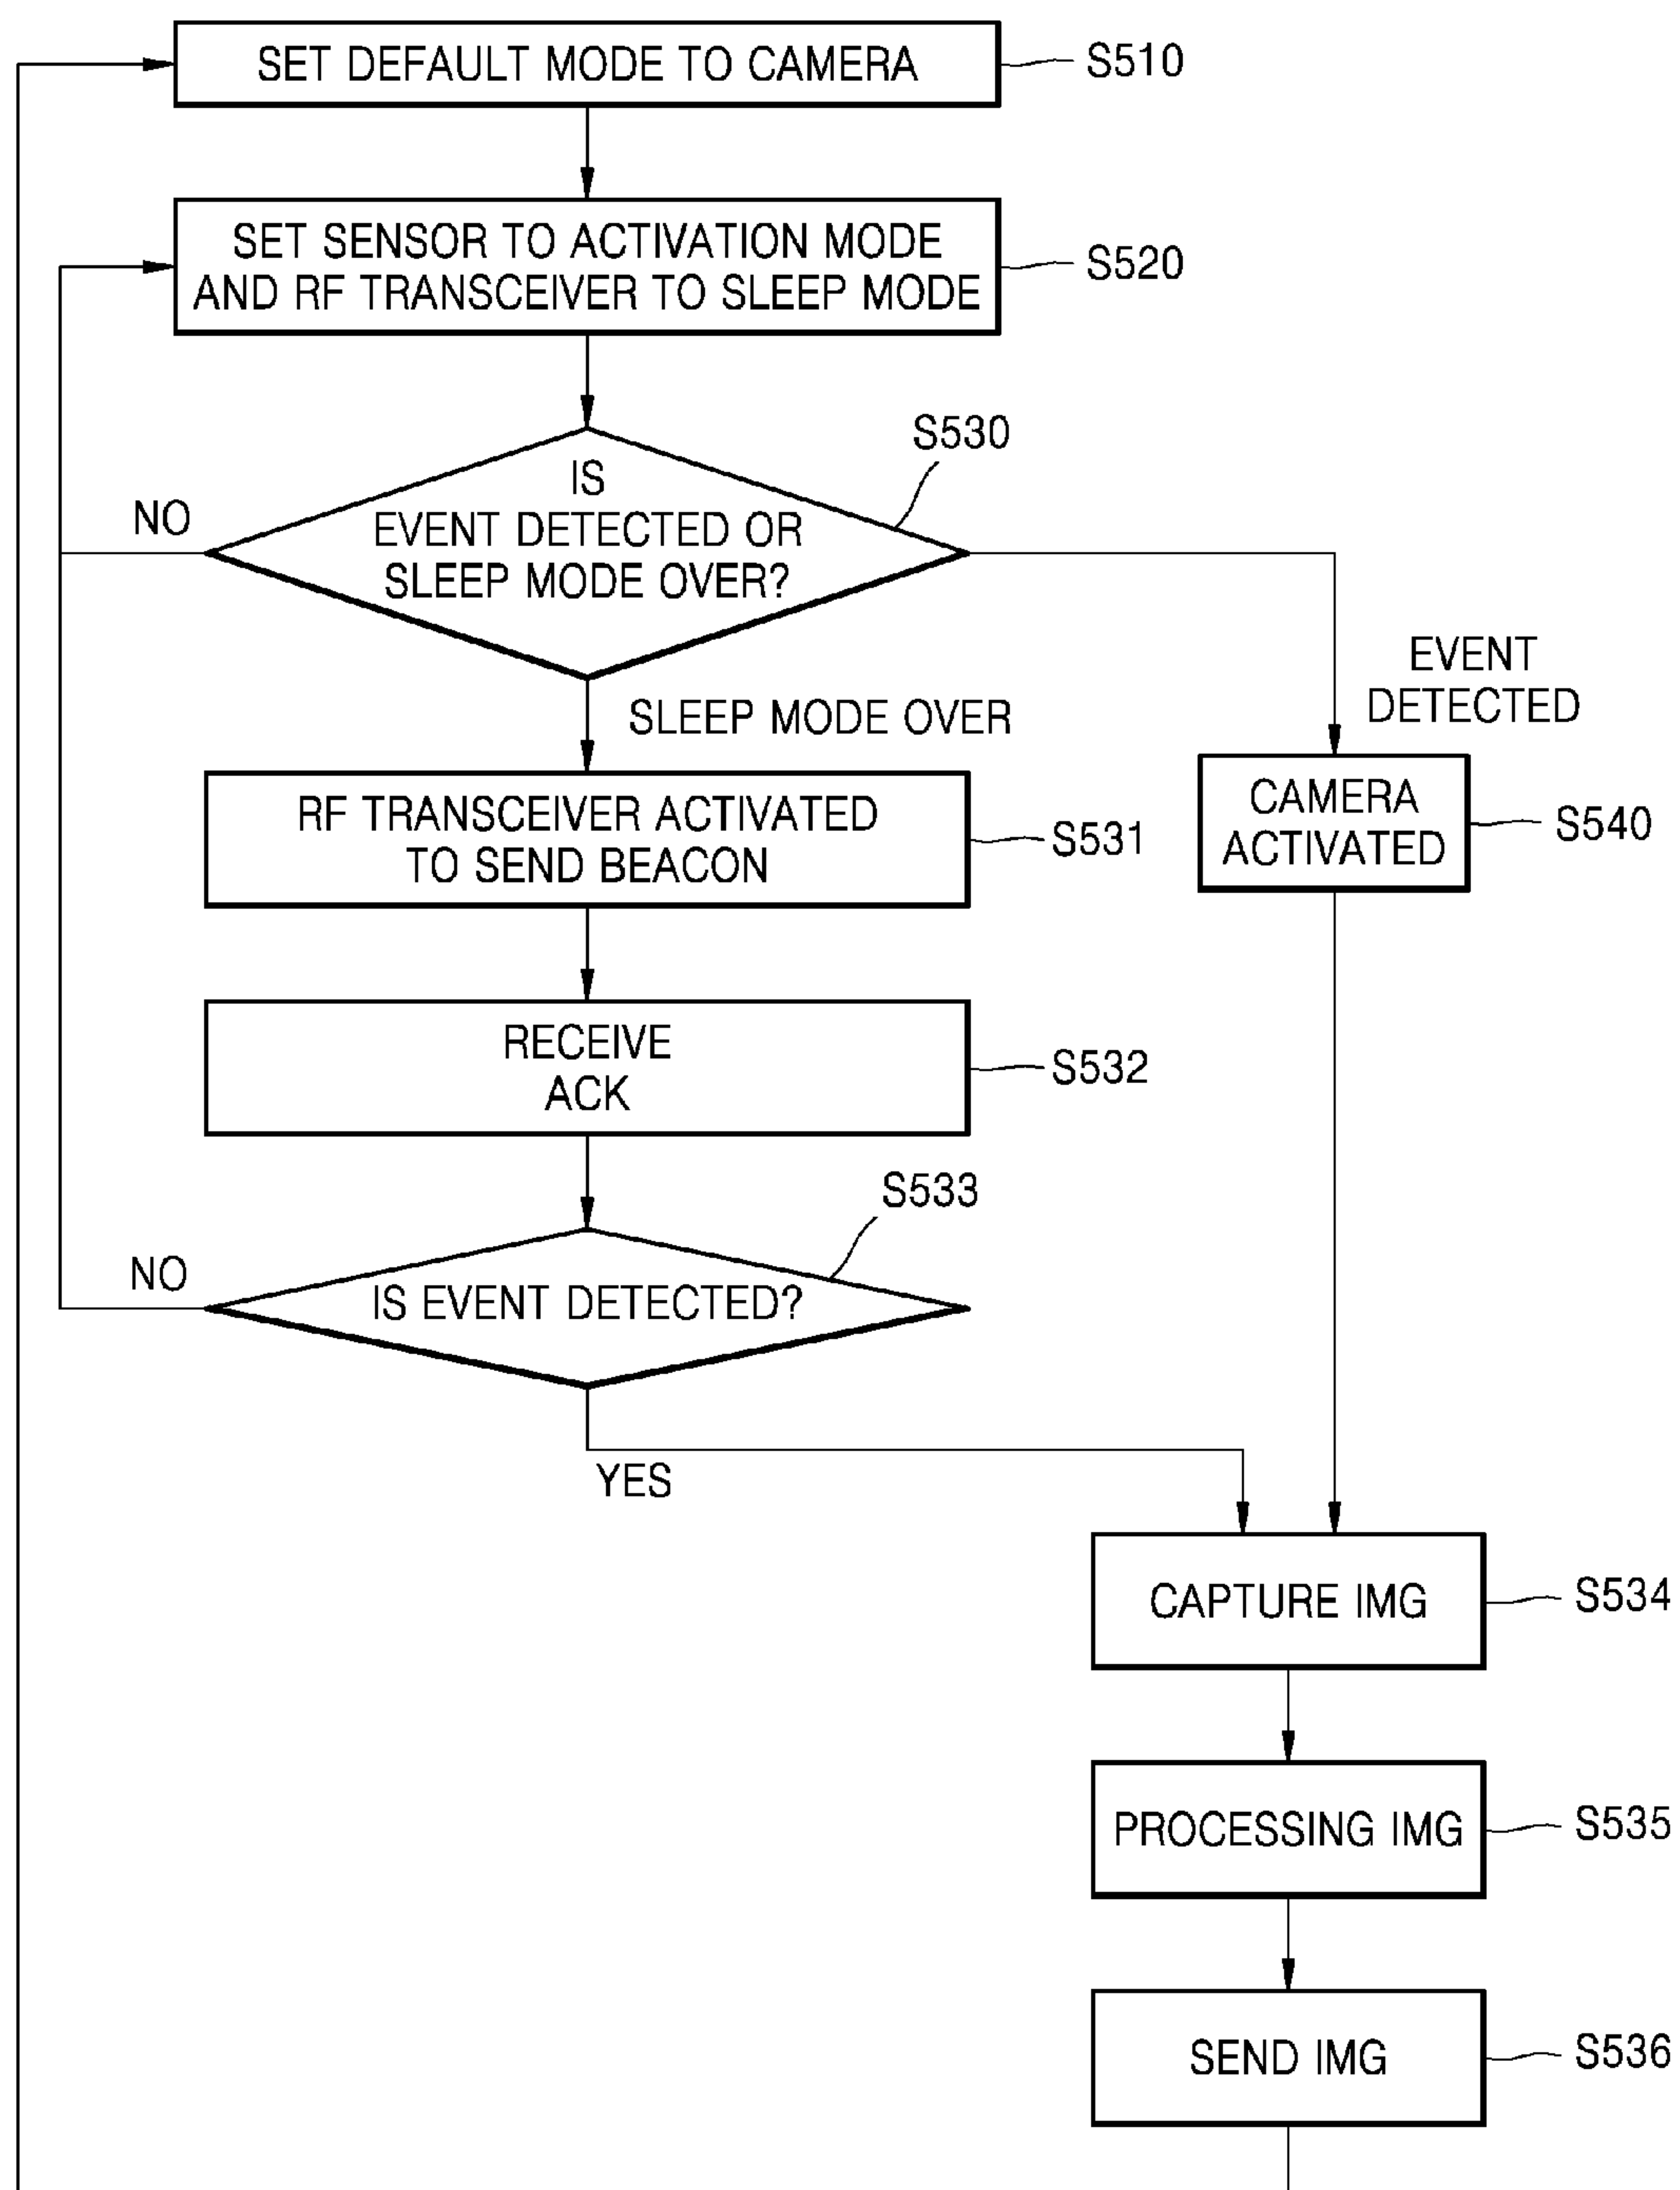 SET DEFAULT MODE TO CAMERA
S510
SET SENSOR TO ACTIVATION MODE
AND RF TRANSCEIVER TO SLEEP MODE
S520
S530
IS
EVENT DETECTED OR
SLEEP MODE OVER?
NO
EVENT
DETECTED
SLEEP MODE OVER
RF TRANSCEIVER ACTIVATED
TO SEND BEACON
S531
CAMERA
ACTIVATED
S540
RECEIVE
ACK
S532
S533
NO
IS EVENT DETECTED?
YES
CAPTURE IMG
S534
PROCESSING IMG
S535
SEND IMG
S536